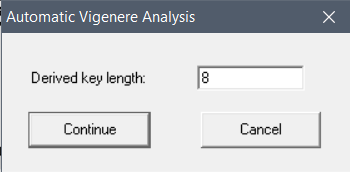 Automatic Vigenere Analysis
Derived key length: 8
Continue Cancel